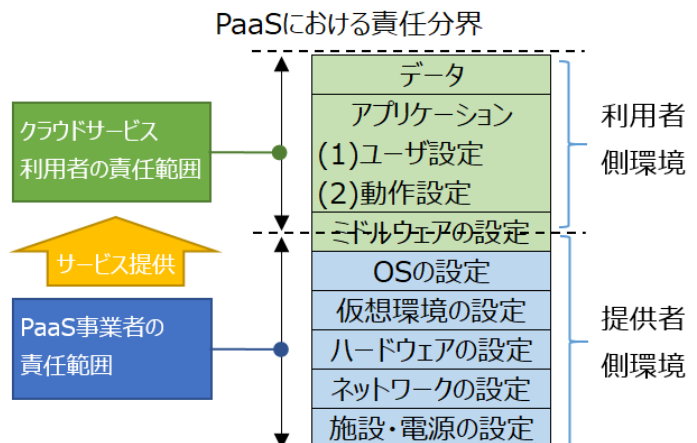 PaaSにおける責任分界
データ
アプリケーション
(1)ユーザ設定
(2)動作設定
ミドルウェアの設定
OSの設定
仮想環境の設定
ハードウェアの設定
ネットワークの設定
施設・電源の設定
クラウドサービス
利用者の責任範囲
サービス提供
PaaS事業者の
責任範囲
利用者
側環境
提供者
側環境